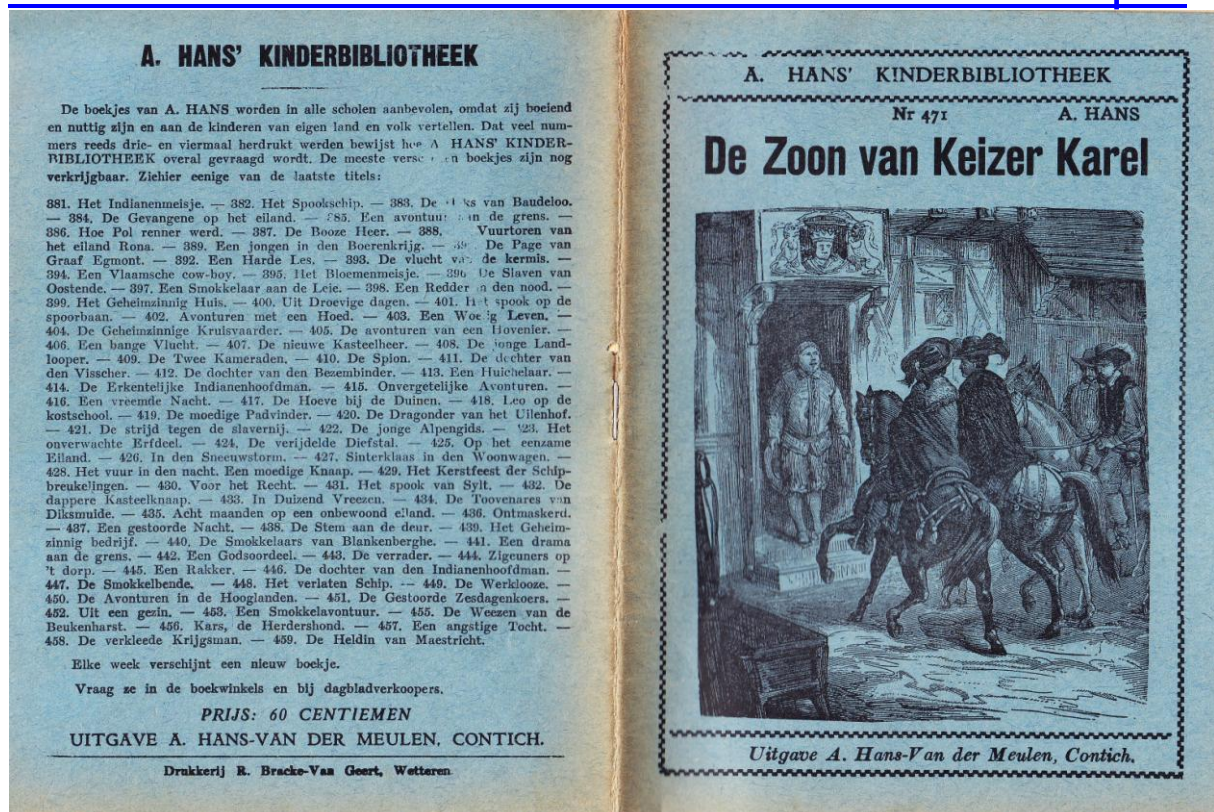 A. HANS' KINDERBIBLIOTHEEK
De boekjes van A. HANS worden in alle scholen aanbevolen, omdat zij boeiend
en nuttig zijn en aan de kinderen van eigen land en volk vertellen. Dat veel num-
mers reeds drie- en viermaal herdrukt werden bewijst hoe A HANS' KINDER-
BIBLIOTHEEK overal gevraagd wordt. De meeste boekjes zijn nog
verkrijgbaar. Ziehier eenige van de laatste titels:
381. Het Indianenmeisje. — 382. Het Spookschip. — 383. De van Baudeloo.
— 384. De Gevangene op het eiland. — 385. Een avontuur aan de grens. —
386. Hoe Pol renner werd. — 387. De Booze Heer. — 388. Vuurtoren van
het eiland Rona. — 389. Een jongen in den Boerenkrijg. — De Page van
Graaf Egmont. — 392. Een Harde Les. — 393. De vlucht van de kermis. —
394. Een Vlaamsche cow-boy. — 395. Het Bloemenmeisje. — 396 De Slaven van
Oostende. — 397. Een Smokkelaar aan de Leie. — 398. Een Redder in den nood. —
399. Het Geheimzinnig Huis. — 400. Uit Droevige dagen. — 401. Het spook op de
spoorbaan. — 402. Avonturen met een Hoed. — 403. Een Woelig Leven. —
404. De Geheimzinnige Kruisvaarder. — 405. De avonturen van een Hovenier. —
406. Een bange Vlucht. — 407. De nieuwe Kasteelheer. — 408. De jonge Land-
looper. — 409. De Twee Kameraden. — 410. De Spion. — 411. De dochter van
den Visscher. — 412. De dochter van den Bezembinder. — 413. Een Huichelaar. —
414. De Erkentelijke Indianenhoofdman. — 415. Onvergetelijke Avonturen. —
416. Een vreemde Nacht. — 417. De Hoeve bij de Duinen. — 418. Leo op de
kostschool. — 419. De moedige Padvinder. — 420. De Dragonder van het Uilenhof.
— 421. De strijd tegen de slavernij. — 422. De jonge Alpengids. — 423. Het
onverwachte Erfdeel. — 424. De verijdelde Diefstal. — 425. Op het eenzame
Eiland. — 426. In den Sneeuwstorm. — 427. Sinterklaas in den Woonwagen. —
428. Het vuur in den nacht. Een moedige Knaap. — 429. Het Kerstfeest der Schip-
breukelingen. — 430. Voor het Recht. — 431. Het spook van Sylt. — 432. De
dappere Kasteelknaap. — 433. In Duizend Vreezen. — 434. De Toovenares van
Diksmuide. — 435. Acht maanden op een onbewoond eiland. — 436. Ontmaskerd.
— 437. Een gestoorde Nacht. — 438. De Stem aan de deur. — 439. Het Geheim-
zinnig bedrijf. — 440. De Smokkelaars van Blankenberghe. — 441. Een drama
aan de grens. — 442. Een Godsoordeel. — 443. De verrader. — 444. Zigeuners op
't dorp. — 445. Een Rakker. — 446. De dochter van den Indianenhoofdman. —
447. De Smokkelbende. — 448. Het verlaten Schip. — 449. De Werklooze. —
450. De Avonturen in de Hooglanden. — 451. De Gestoorde Zesdagenkoers. —
452. Uit een gezin. — 453. Een Smokkelavontuur. — 455. De Weezen van de
Beukenharst. — 456. Kars, de Herdershond. — 457. Een angstige Tocht. —
458. De verkleede Krijgsman. — 459. De Heldin van Maestricht.
Elke week verschijnt een nieuw boekje.
Vraag ze in de boekwinkels en bij dagbladverkoopers.
PRIJS: 60 CENTIEMEN
UITGAVE A. HANS-VAN DER MEULEN, CONTICH.
Drukkerij R. Bracke-Van Geert, Wetteren
A. HANS' KINDERBIBLIOTHEEK
Nr 471 A. HANS
De Zoon van Keizer Karel
Uitgave A. Hans-Van der Meulen, Contich.